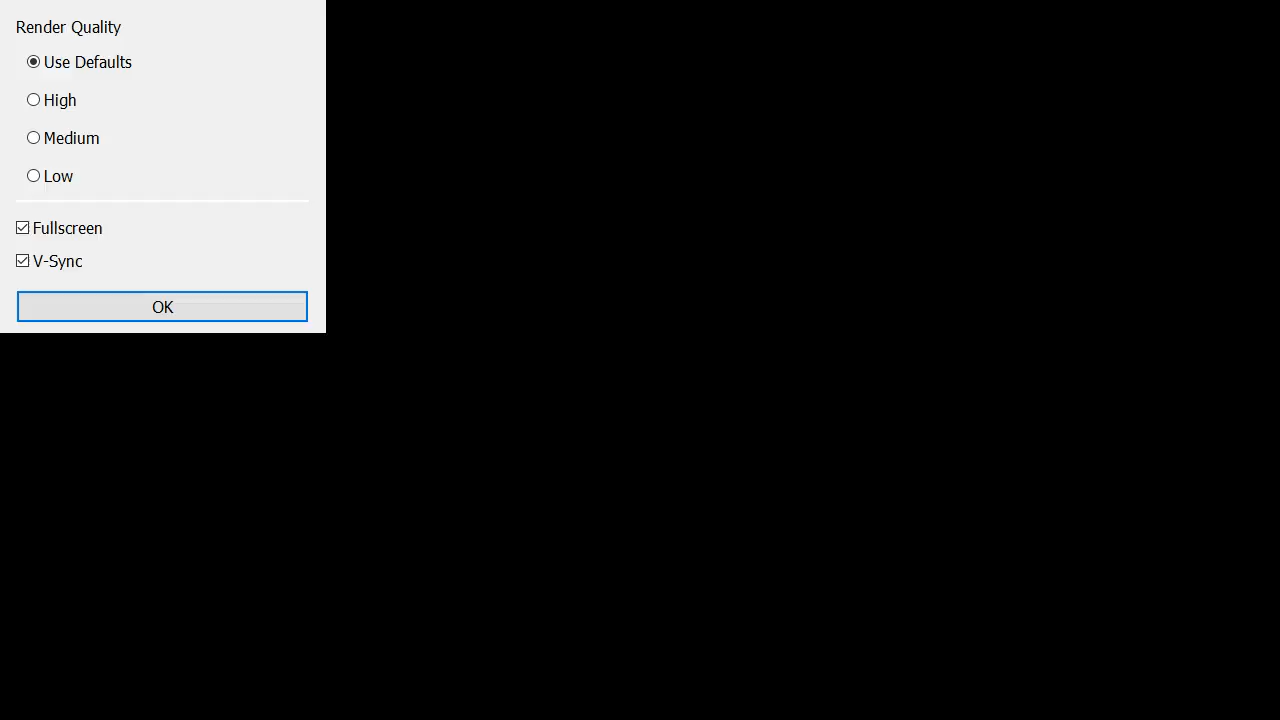 Render Quality
Use Defaults
High
Medium
Low
Fullscreen
V-Sync
OK